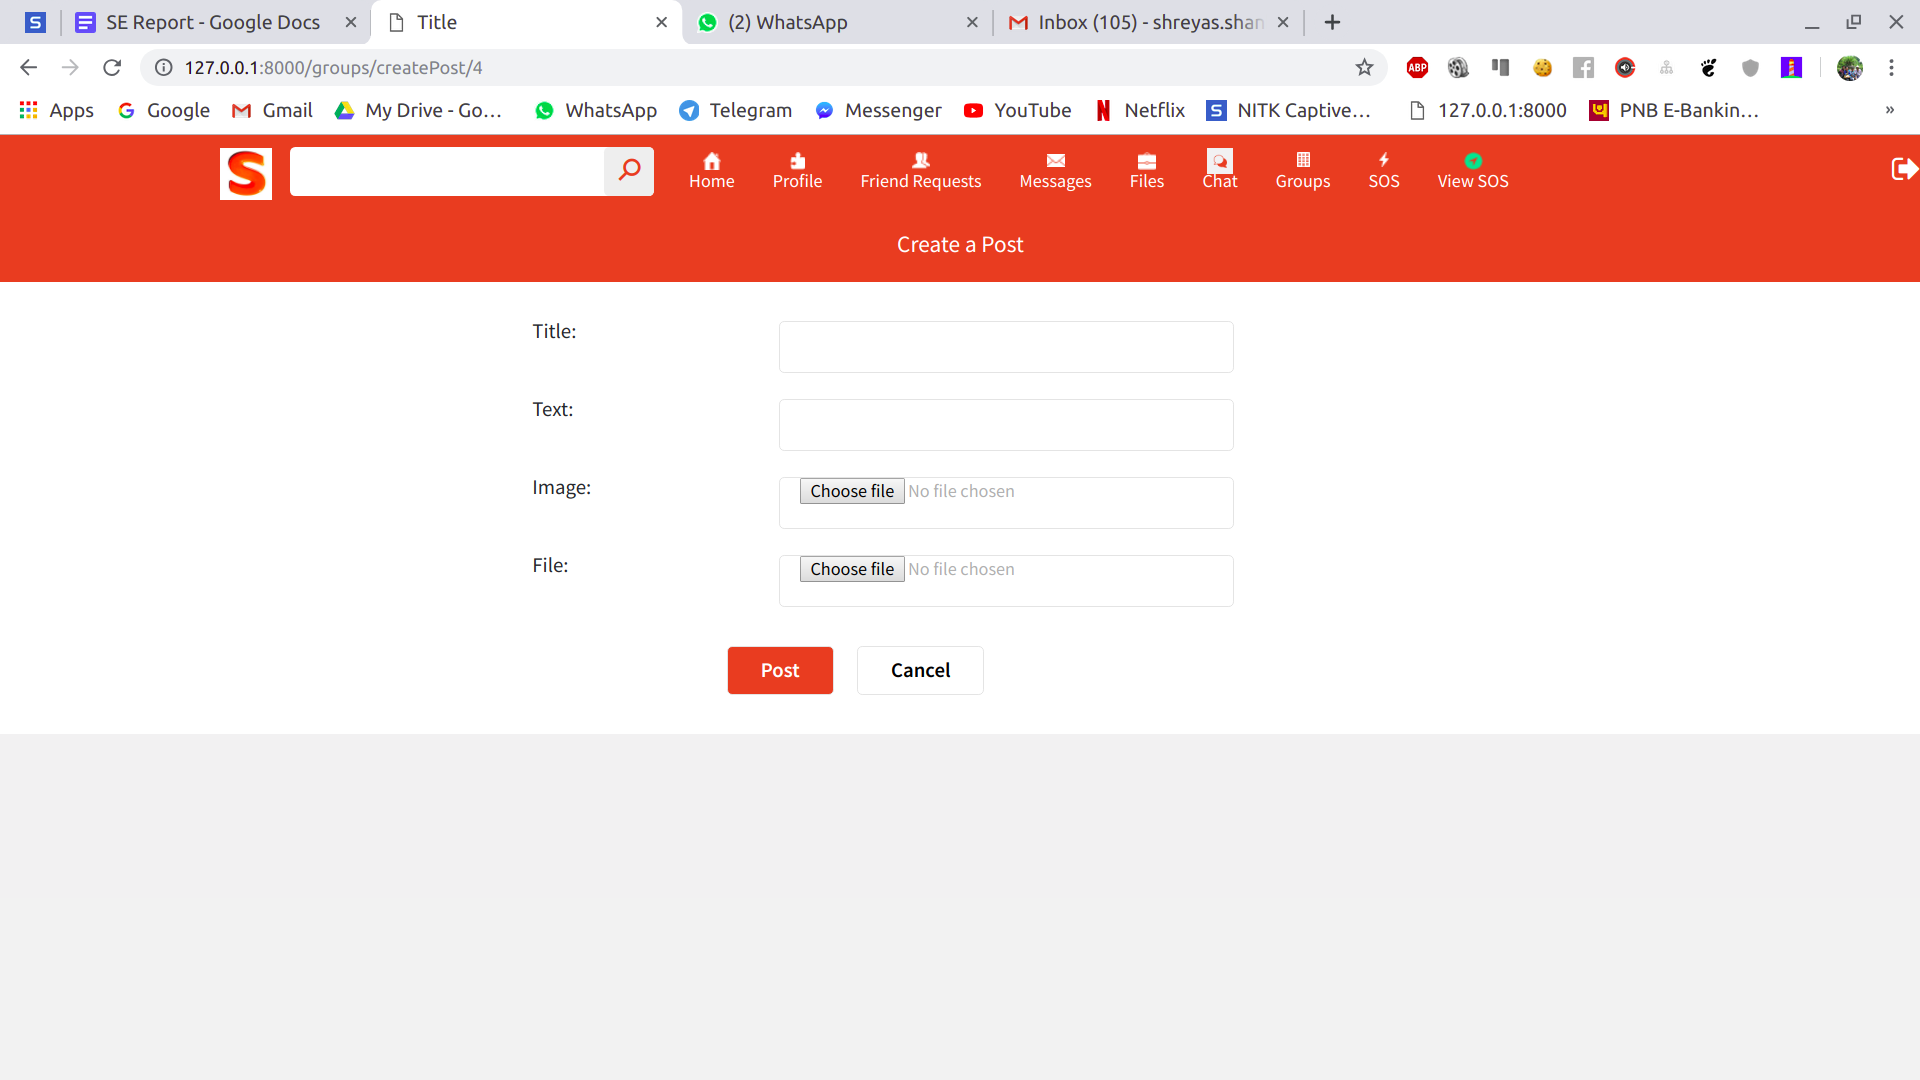 S SE Report - Google Docs Title (2) WhatsApp Inbox (105) - shreyas.shan
127.0.0.1:8000/groups/createPost/4 ABP
Apps Google Gmail My Drive - Go... WhatsApp Telegram Messenger YouTube Netflix S NITK Captive... 127.0.0.1:8000 PNB E-Bankin... »
S Home Profile Friend Requests Messages Files Chat Groups SOS View SOS
Create a Post
Title:
Text:
Image: Choose file No file chosen
File: Choose file No file chosen
Post Cancel